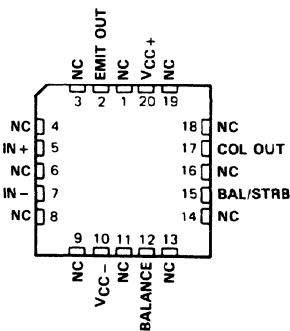 NC EMIT OUT NC VCC+ NC
3 2 1 20 19
NC 4 18 NC
IN+ 5 17 COL OUT
NC 6 16 NC
IN- 7 15 BAL/STRB
NC 8 14 NC
9 10 11 12 13
NC VCC- NC BALANCE NC